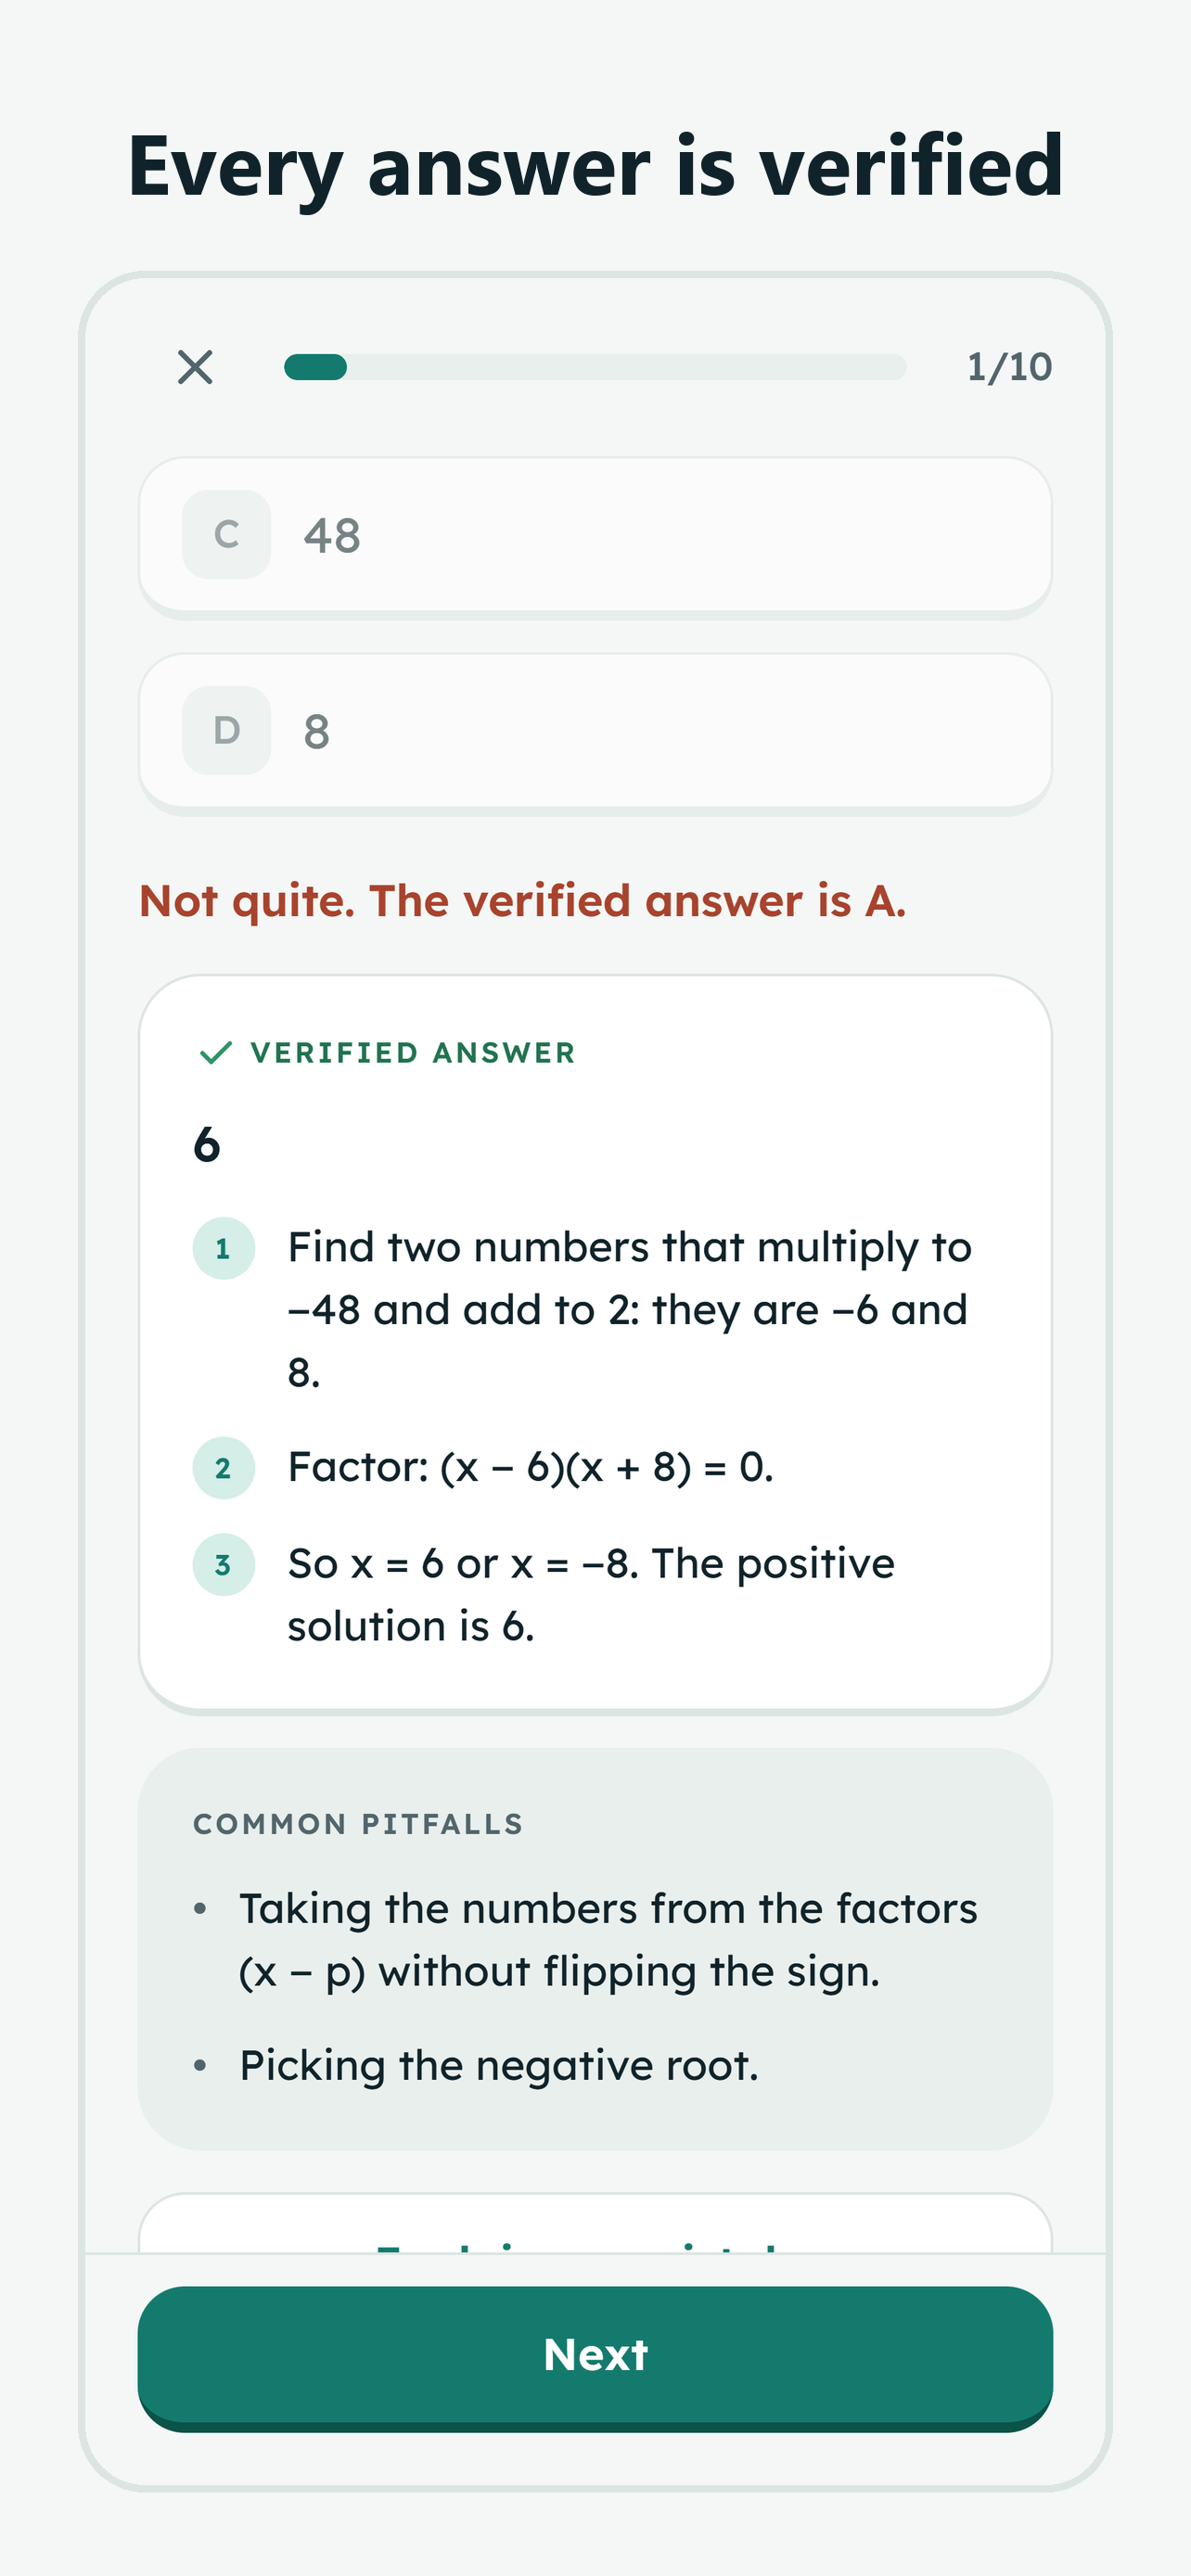 Every answer is verified
1/10
C 48
D 8
Not quite. The verified answer is A.
VERIFIED ANSWER
6
1 Find two numbers that multiply to
−48 and add to 2: they are −6 and
8.
2 Factor: (x − 6)(x + 8) = 0.
3 So x = 6 or x = −8. The positive
solution is 6.
COMMON PITFALLS
• Taking the numbers from the factors
(x − p) without flipping the sign.
• Picking the negative root.
Next